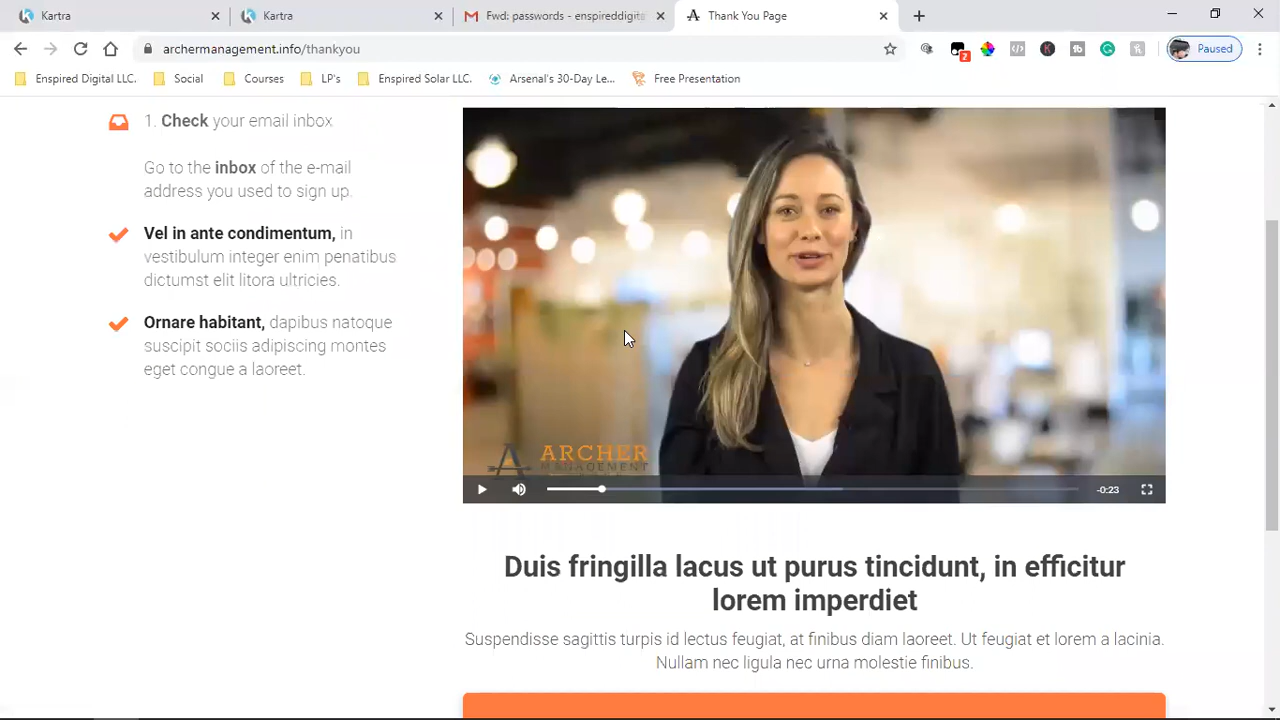 Kartra
Kartra
Fwd: passwords - enspireddigita
Thank You Page
archermanagement.info/thankyou
2
Paused
Enspired Digital LLC.
Social
Courses
LP's
Enspired Solar LLC.
Arsenal's 30-Day Le...
Free Presentation
1. Check your email inbox
Go to the inbox of the e-mail
address you used to sign up.
Vel in ante condimentum, in
vestibulum integer enim penatibus
dictumst elit litora ultricies.
Ornare habitant, dapibus natoque
suscipit sociis adipiscing montes
eget congue a laoreet.
ARCHER
MANAGEMENT
-0:23
Duis fringilla lacus ut purus tincidunt, in efficitur
lorem imperdiet
Suspendisse sagittis turpis id lectus feugiat, at finibus diam laoreet. Ut feugiat et lorem a lacinia.
Nullam nec ligula nec urna molestie finibus.